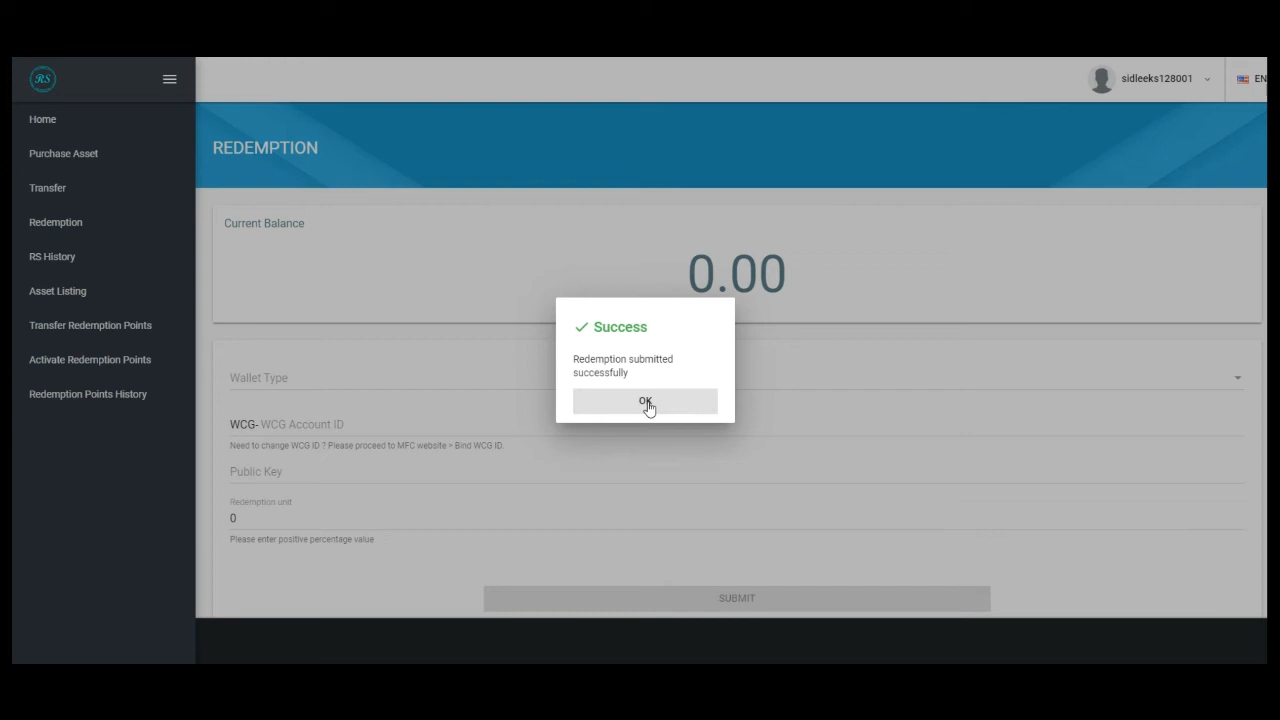 RS
sidleeks128001
EN
Home
Purchase Asset
Transfer
Redemption
RS History
Asset Listing
Transfer Redemption Points
Activate Redemption Points
Redemption Points History
REDEMPTION
Current Balance
0.00
Success
Redemption submitted
successfully
OK
Wallet Type
WCG- WCG Account ID
Need to change WCG ID ? Please proceed to MFC website > Bind WCG ID.
Public Key
Redemption unit
0
Please enter positive percentage value
SUBMIT